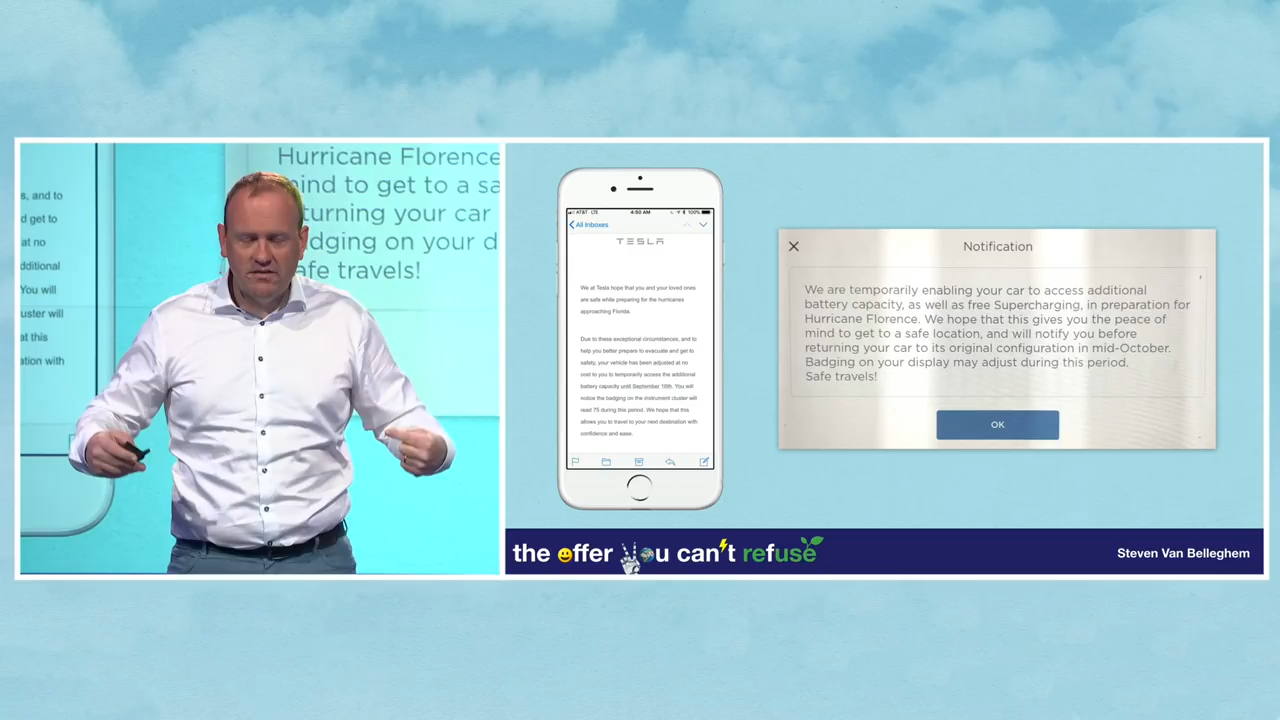 s, and to
d get to
at no
dditional
You will
uster will
at this
ation with
Hurricane Florence
mind to get to a sa
turning your car
adging on your d
afe travels!
AT&T LTE 4:50 AM 100%
All Inboxes
TESLA
We at Tesla hope that you and your loved ones
are safe while preparing for the hurricanes
approaching Florida.
Due to these exceptional circumstances, and to
help you better prepare to evacuate and get to
safety, your vehicle has been adjusted at no
cost to you to temporarily access the additional
battery capacity until September 16th. You will
notice the badging on the instrument cluster will
read 75 during this period. We hope that this
allows you to travel to your next destination with
confidence and ease.
Notification
We are temporarily enabling your car to access additional
battery capacity, as well as free Supercharging, in preparation for
Hurricane Florence. We hope that this gives you the peace of
mind to get to a safe location, and will notify you before
returning your car to its original configuration in mid-October.
Badging on your display may adjust during this period.
Safe travels!
OK
the offer you can't refuse
Steven Van Belleghem